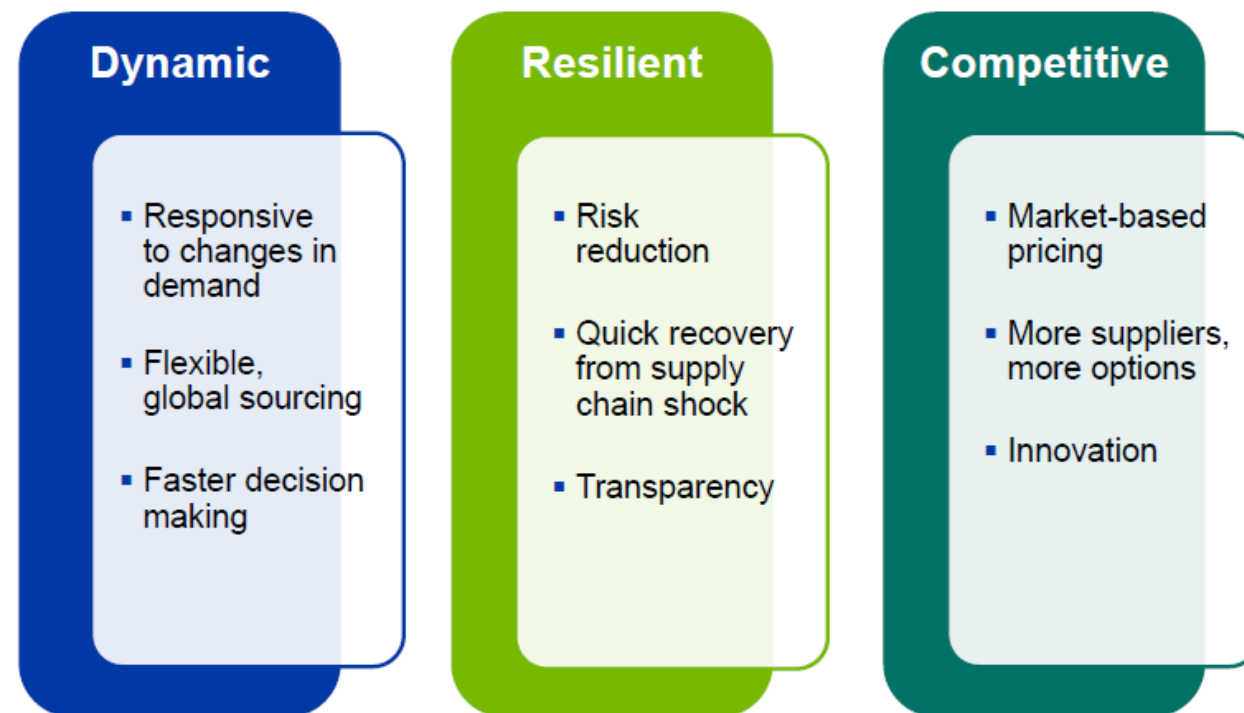 Dynamic
▪ Responsive
to changes in
demand
▪ Flexible,
global sourcing
▪ Faster decision
making
Resilient
▪ Risk
reduction
▪ Quick recovery
from supply
chain shock
▪ Transparency
Competitive
▪ Market-based
pricing
▪ More suppliers,
more options
▪ Innovation